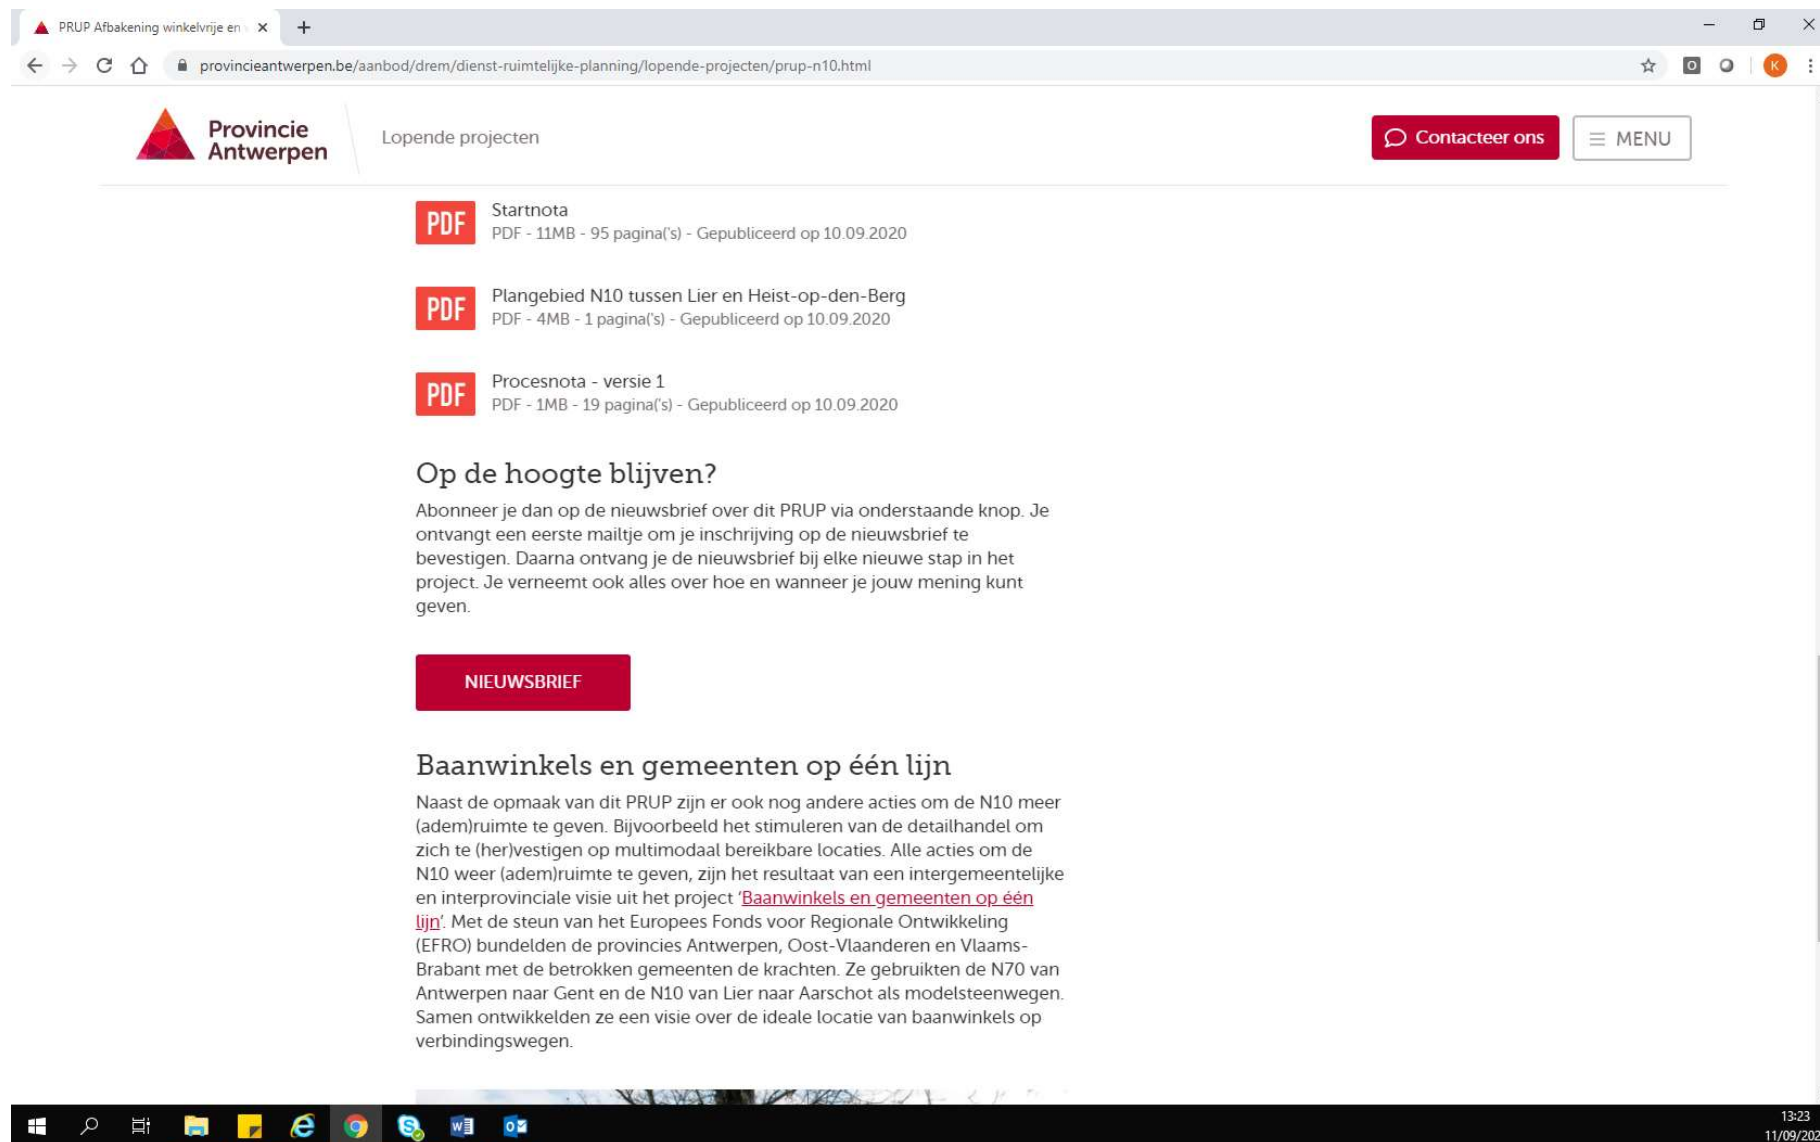 PRUP Afbakening winkelvrije en
provincieantwerpen.be/aanbod/drem/dienst-ruimtelijke-planning/lopende-projecten/prup-n10.html
O
K
Provincie
Antwerpen
Lopende projecten
Contacteer ons
MENU
PDF
Startnota
PDF - 11MB - 95 pagina('s) - Gepubliceerd op 10.09.2020
PDF
Plangebied N10 tussen Lier en Heist-op-den-Berg
PDF - 4MB - 1 pagina('s) - Gepubliceerd op 10.09.2020
PDF
Procesnota - versie 1
PDF - 1MB - 19 pagina('s) - Gepubliceerd op 10.09.2020
Op de hoogte blijven?
Abonneer je dan op de nieuwsbrief over dit PRUP via onderstaande knop. Je
ontvangt een eerste mailtje om je inschrijving op de nieuwsbrief te
bevestigen. Daarna ontvang je de nieuwsbrief bij elke nieuwe stap in het
project. Je verneemt ook alles over hoe en wanneer je jouw mening kunt
geven.
NIEUWSBRIEF
Baanwinkels en gemeenten op één lijn
Naast de opmaak van dit PRUP zijn er ook nog andere acties om de N10 meer
(adem)ruimte te geven. Bijvoorbeeld het stimuleren van de detailhandel om
zich te (her)vestigen op multimodaal bereikbare locaties. Alle acties om de
N10 weer (adem)ruimte te geven, zijn het resultaat van een intergemeentelijke
en interprovinciale visie uit het project ‘Baanwinkels en gemeenten op één
lijn’. Met de steun van het Europees Fonds voor Regionale Ontwikkeling
(EFRO) bundelden de provincies Antwerpen, Oost-Vlaanderen en Vlaams-
Brabant met de betrokken gemeenten de krachten. Ze gebruikten de N70 van
Antwerpen naar Gent en de N10 van Lier naar Aarschot als modelsteenwegen.
Samen ontwikkelden ze een visie over de ideale locatie van baanwinkels op
verbindingswegen.
13:23
11/09/202